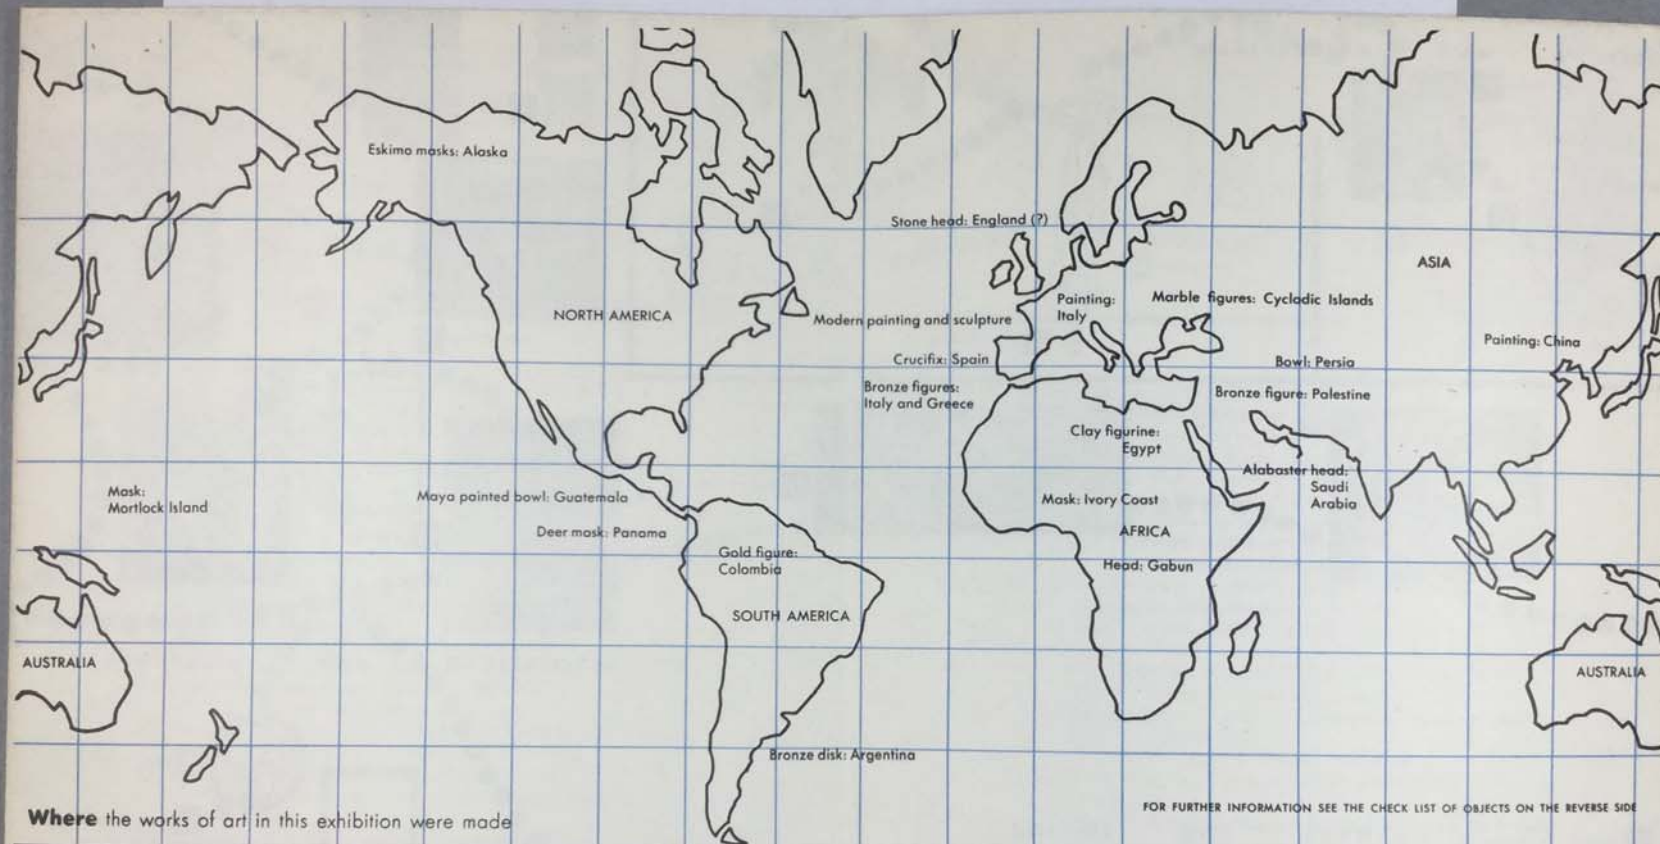 Eskimo masks: Alaska
Stone head: England (?)
ASIA
NORTH AMERICA
Modern painting and sculpture
Painting:
Italy
Marble figures: Cycladic Islands
Painting: China
Crucifix: Spain
Bowl: Persia
Bronze figures:
Italy and Greece
Bronze figure: Palestine
Clay figurine:
Egypt
Alabaster head:
Saudi
Arabia
Mask:
Mortlock Island
Maya painted bowl: Guatemala
Mask: Ivory Coast
Deer mask: Panama
AFRICA
Gold figure:
Colombia
Head: Gabun
SOUTH AMERICA
AUSTRALIA
AUSTRALIA
Bronze disk: Argentina
Where the works of art in this exhibition were made
FOR FURTHER INFORMATION SEE THE CHECK LIST OF OBJECTS ON THE REVERSE SIDE